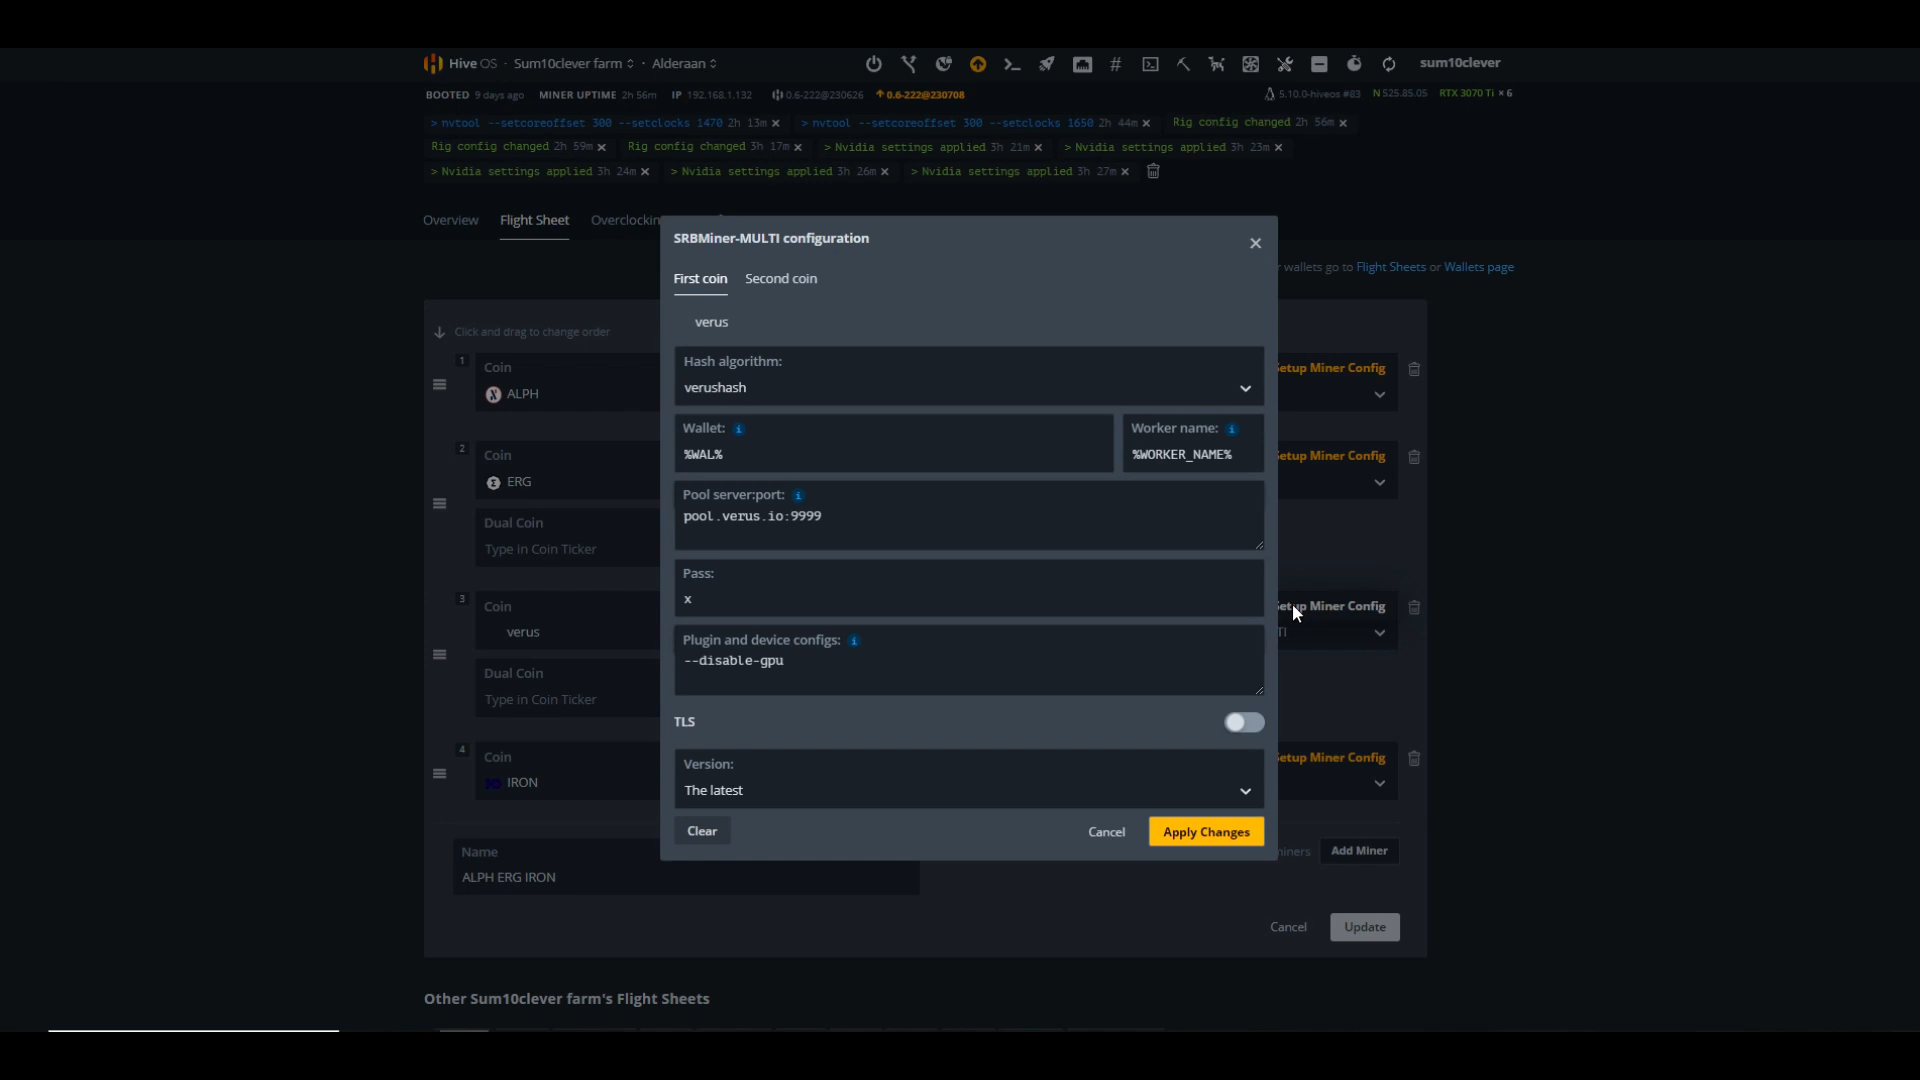 Hive OS · Sum10clever farm · Alderaan sum10clever
BOOTED 9 days ago MINER UPTIME 2h 56m IP 192.168.1.132 0.6-222@230626 0.6-222@230708 5.10.0-hiveos #83 N 525.85.05 RTX 3070 Ti × 6
> nvtool --setcoreoffset 300 --setclocks 1470 2h 13m × > nvtool --setcoreoffset 300 --setclocks 1650 2h 44m × Rig config changed 2h 56m ×
Rig config changed 2h 59m × Rig config changed 3h 17m × > Nvidia settings applied 3h 21m × > Nvidia settings applied 3h 23m ×
> Nvidia settings applied 3h 24m × > Nvidia settings applied 3h 26m × > Nvidia settings applied 3h 27m ×
Overview Flight Sheet Overclockin
wallets go to Flight Sheets or Wallets page
SRBMiner-MULTI configuration
First coin Second coin
verus
Hash algorithm:
verushash
Wallet: i
%WAL%
Worker name: i
%WORKER_NAME%
Pool server:port: i
pool.verus.io:9999
Pass:
x
Plugin and device configs: i
--disable-gpu
TLS
Version:
The latest
Clear Cancel Apply Changes
Click and drag to change order
1 Coin
ALPH
etup Miner Config
2 Coin
ERG
etup Miner Config
Dual Coin
Type in Coin Ticker
3 Coin
verus
Setup Miner Config
TI
Dual Coin
Type in Coin Ticker
4 Coin
IRON
etup Miner Config
Name
ALPH ERG IRON
miners Add Miner
Cancel Update
Other Sum10clever farm's Flight Sheets